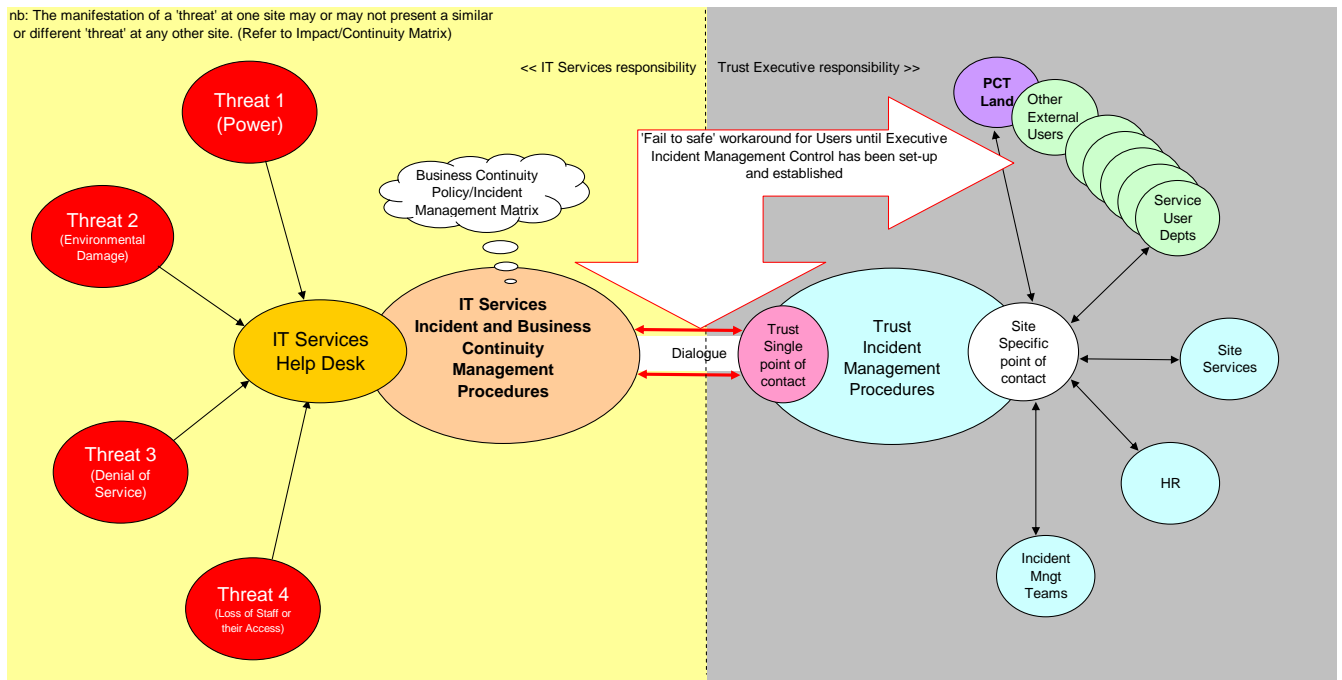 nb: The manifestation of a 'threat' at one site may or may not present a similar
or different 'threat' at any other site. (Refer to Impact/Continuity Matrix)
<< IT Services responsibility
Trust Executive responsibility >>
Threat 1
(Power)
Threat 2
(Environmental
Damage)
Threat 3
(Denial of
Service)
Threat 4
(Loss of Staff or
their Access)
IT Services
Help Desk
Business Continuity
Policy/Incident
Management Matrix
IT Services
Incident and Business
Continuity
Management
Procedures
'Fail to safe' workaround for Users until Executive
Incident Management Control has been set-up
and established
Dialogue
Trust
Single
point of
contact
Trust
Incident
Management
Procedures
Site
Specific
point of
contact
PCT
Land
Other
External
Users
Service
User
Depts
Site
Services
HR
Incident
Mngt
Teams